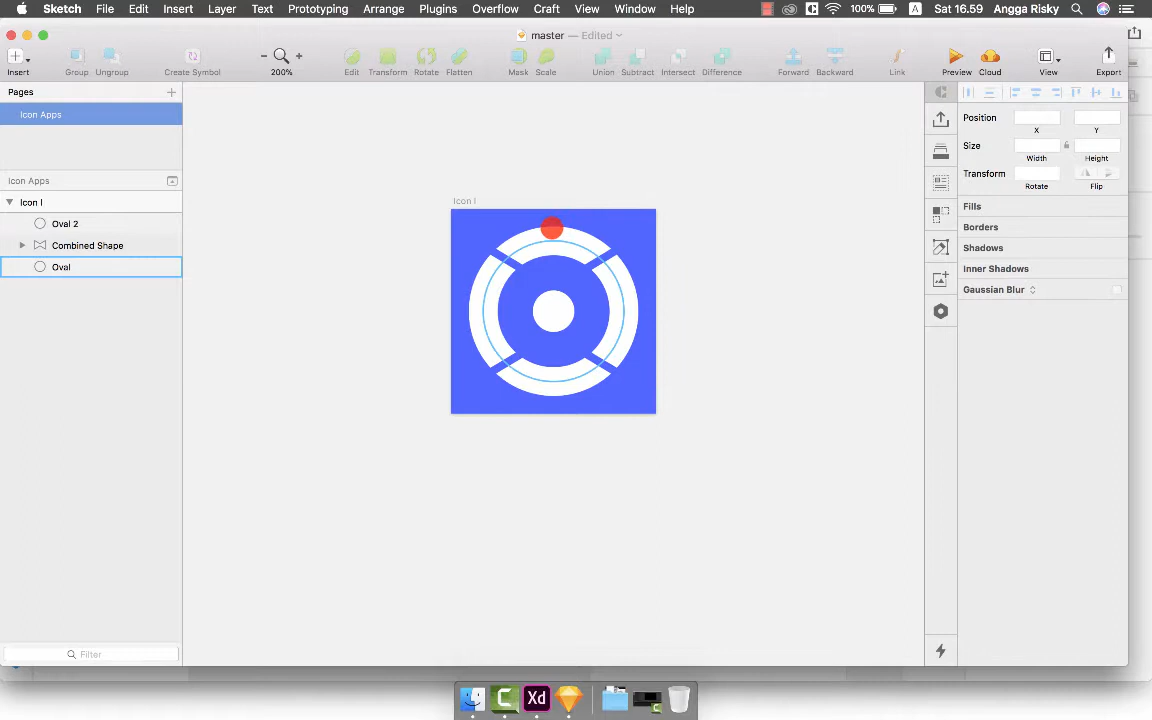 Sketch File Edit Insert Layer Text Prototyping Arrange Plugins Overflow Craft View Window Help 100% A Sat 16.59 Angga Risky
master — Edited
Insert Group Ungroup Create Symbol 200% Edit Transform Rotate Flatten Mask Scale Union Subtract Intersect Difference Forward Backward Link Preview Cloud View Export
Pages
Icon Apps
Icon Apps
Icon I
Oval 2
Combined Shape
Oval
Filter
Icon I
Position
X Y
Size
Width Height
Transform
Rotate Flip
Fills
Borders
Shadows
Inner Shadows
Gaussian Blur
Xd